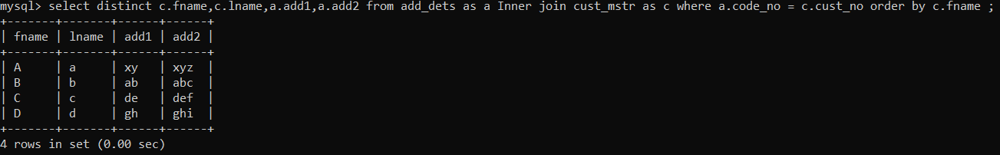 mysql> select distinct c.fname,c.lname,a.add1,a.add2 from add_dets as a Inner join cust_mstr as c where a.code_no = c.cust_no order by c.fname ;
+-------+-------+------+------+
| fname | lname | add1 | add2 |
+-------+-------+------+------+
| A     | a     | xy   | xyz  |
| B     | b     | ab   | abc  |
| C     | c     | de   | def  |
| D     | d     | gh   | ghi  |
+-------+-------+------+------+
4 rows in set (0.00 sec)